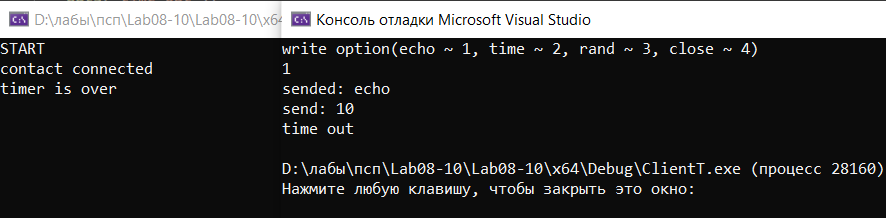 D:\лабы\псп\Lab08-10\Lab08-10\x64
START
contact connected
timer is over
Консоль отладки Microsoft Visual Studio
write option(echo ~ 1, time ~ 2, rand ~ 3, close ~ 4)
1
sended: echo
send: 10
time out
D:\лабы\псп\Lab08-10\Lab08-10\x64\Debug\ClientT.exe (процесс 28160)
Нажмите любую клавишу, чтобы закрыть это окно: